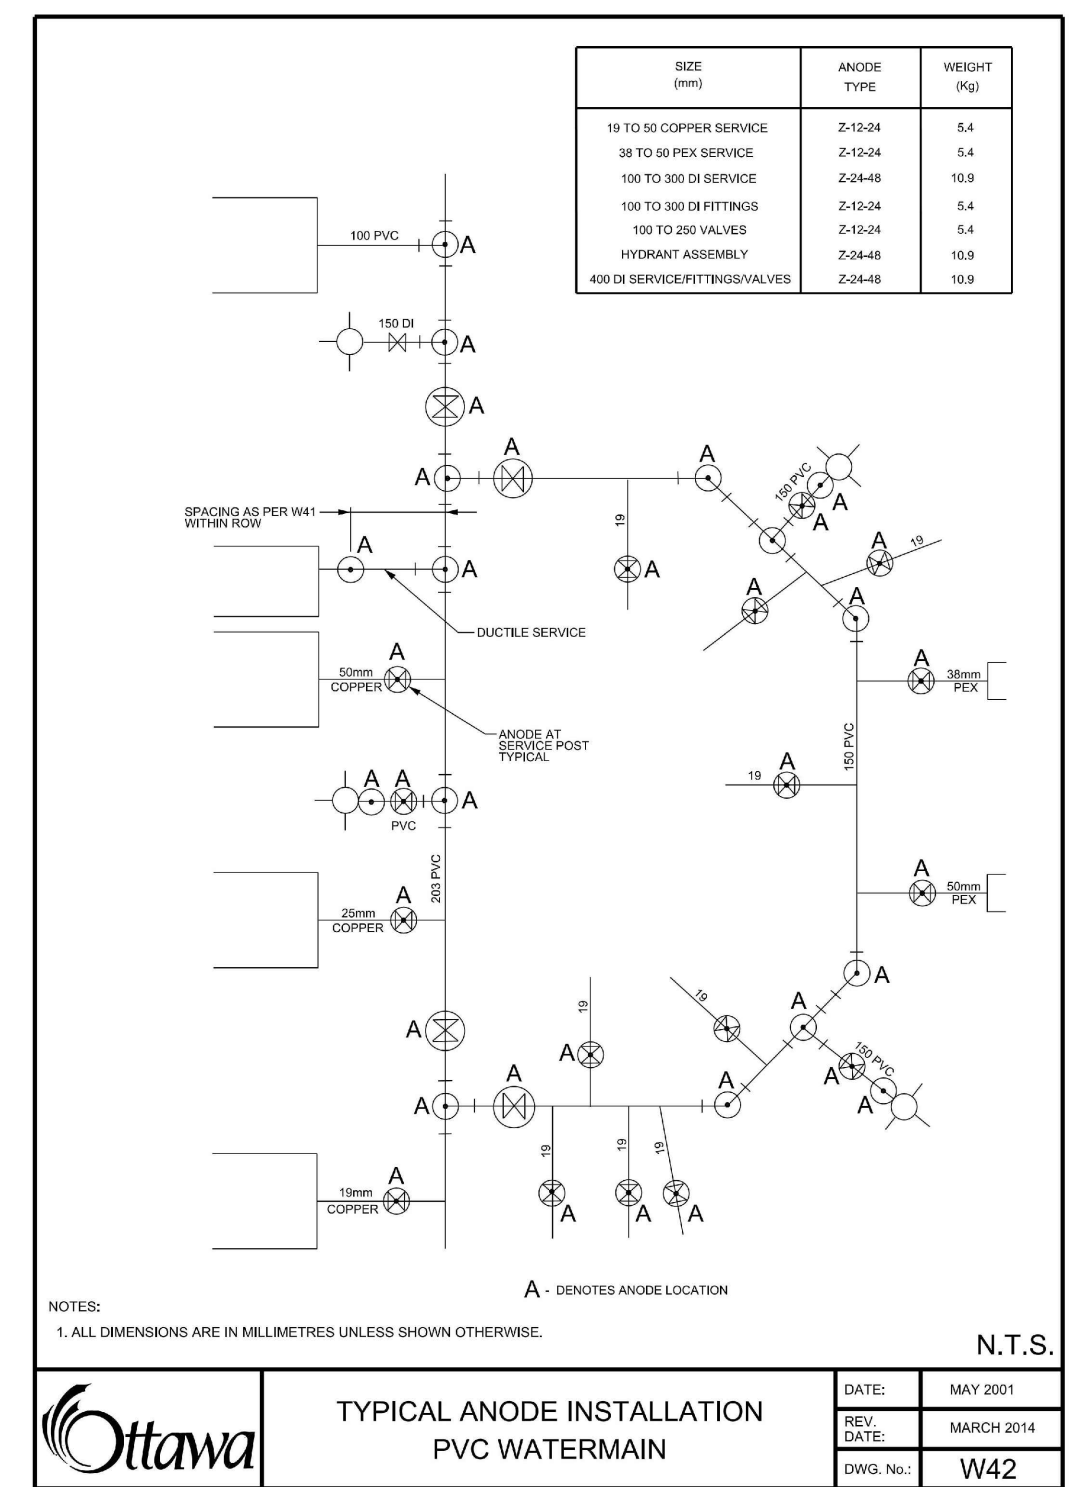 SIZE (mm) ANODE TYPE WEIGHT (Kg)
19 TO 50 COPPER SERVICE Z-12-24 5.4
38 TO 50 PEX SERVICE Z-12-24 5.4
100 TO 300 DI SERVICE Z-24-48 10.9
100 TO 300 DI FITTINGS Z-12-24 5.4
100 TO 250 VALVES Z-12-24 5.4
HYDRANT ASSEMBLY Z-24-48 10.9
400 DI SERVICE/FITTINGS/VALVES Z-24-48 10.9
100 PVC
A
150 DI
A
A
A
A
A
150 PVC
A
A
SPACING AS PER W41
WITHIN ROW
A
A
19
A
A
19
A
A
DUCTILE SERVICE
50mm
COPPER
A
A
38mm
PEX
ANODE AT
SERVICE POST
TYPICAL
150 PVC
19
A
A
A
A
PVC
203 PVC
25mm
COPPER
A
A
50mm
PEX
A
A
19
A
19
A
150 PVC
A
A
A
A
A
19
19
19
A
A
A
19mm
COPPER
A
A - DENOTES ANODE LOCATION
NOTES:
1. ALL DIMENSIONS ARE IN MILLIMETRES UNLESS SHOWN OTHERWISE.
N.T.S.
Ottawa
TYPICAL ANODE INSTALLATION
PVC WATERMAIN
DATE: MAY 2001
REV. DATE: MARCH 2014
DWG. No.: W42